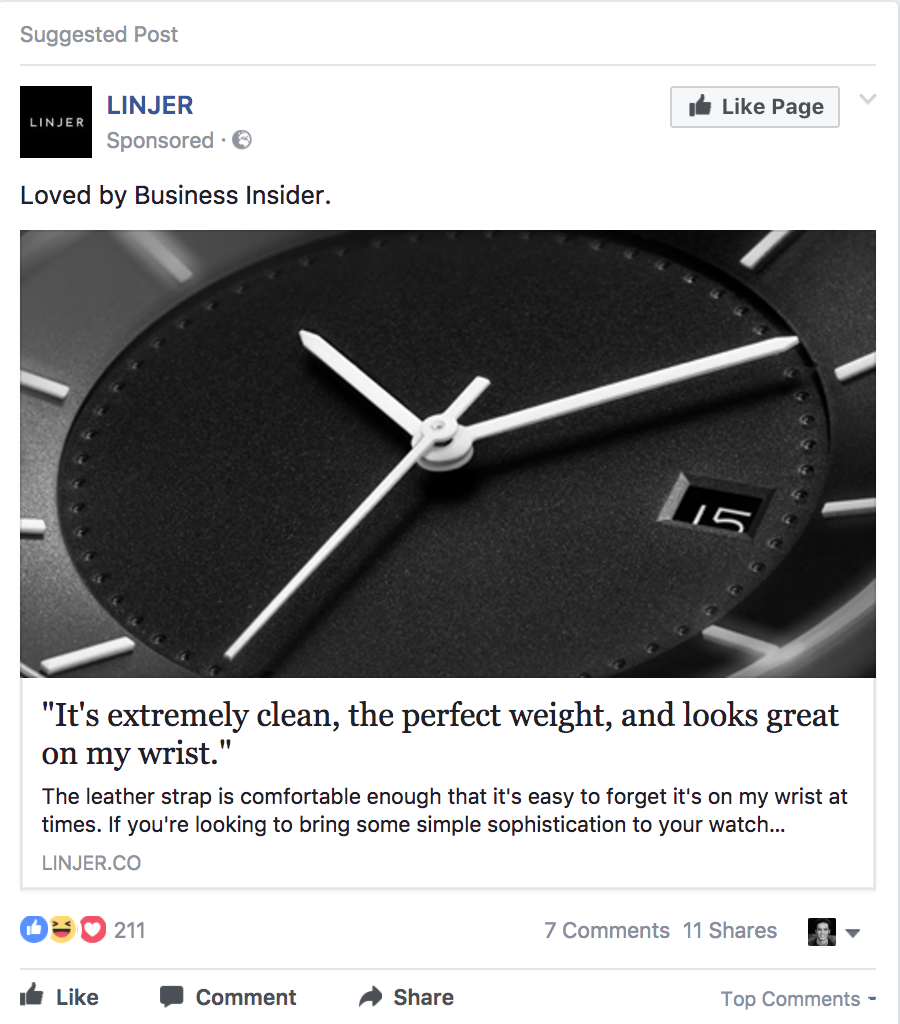 Suggested Post
LINJER
LINJER
Like Page
Sponsored ·
Loved by Business Insider.
15
"It's extremely clean, the perfect weight, and looks great
on my wrist."
The leather strap is comfortable enough that it's easy to forget it's on my wrist at
times. If you're looking to bring some simple sophistication to your watch...
LINJER.CO
211
7 Comments 11 Shares
Like Comment Share Top Comments